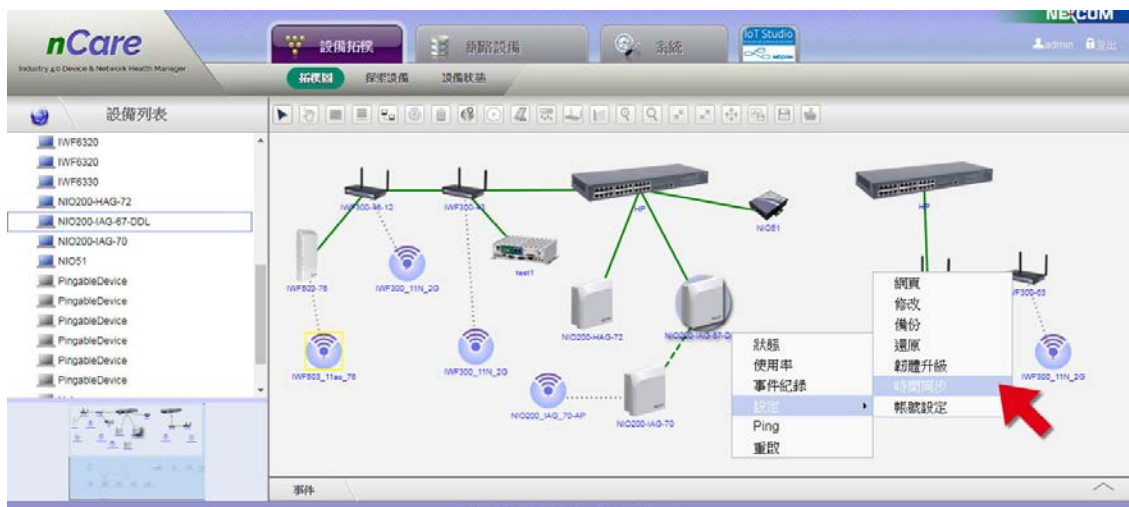 NEXCOM
nCare
Industry 4.0 Device & Network Health Manager
設備拓樸
網路設備
系統
IoT Studio
admin
登出
拓樸圖
探索設備
設備狀態
設備列表
IWF6320
IWF6320
IWF6330
NIO200-HAG-72
NIO200-IAG-67-DDL
NIO200-IAG-70
NIO51
PingableDevice
PingableDevice
PingableDevice
PingableDevice
PingableDevice
PingableDevice
HP
HP
NIO51
test1
IWF503-76
IWF300_11N_2G
NIO200-HAG-72
IWF300_11N_2G
IWF300_11N_2G
NIO200_IAG_70-AP
NIO200-IAG-70
狀態
使用率
事件紀錄
設定
Ping
重啟
網頁
修改
備份
還原
韌體升級
時間同步
帳號設定
事件